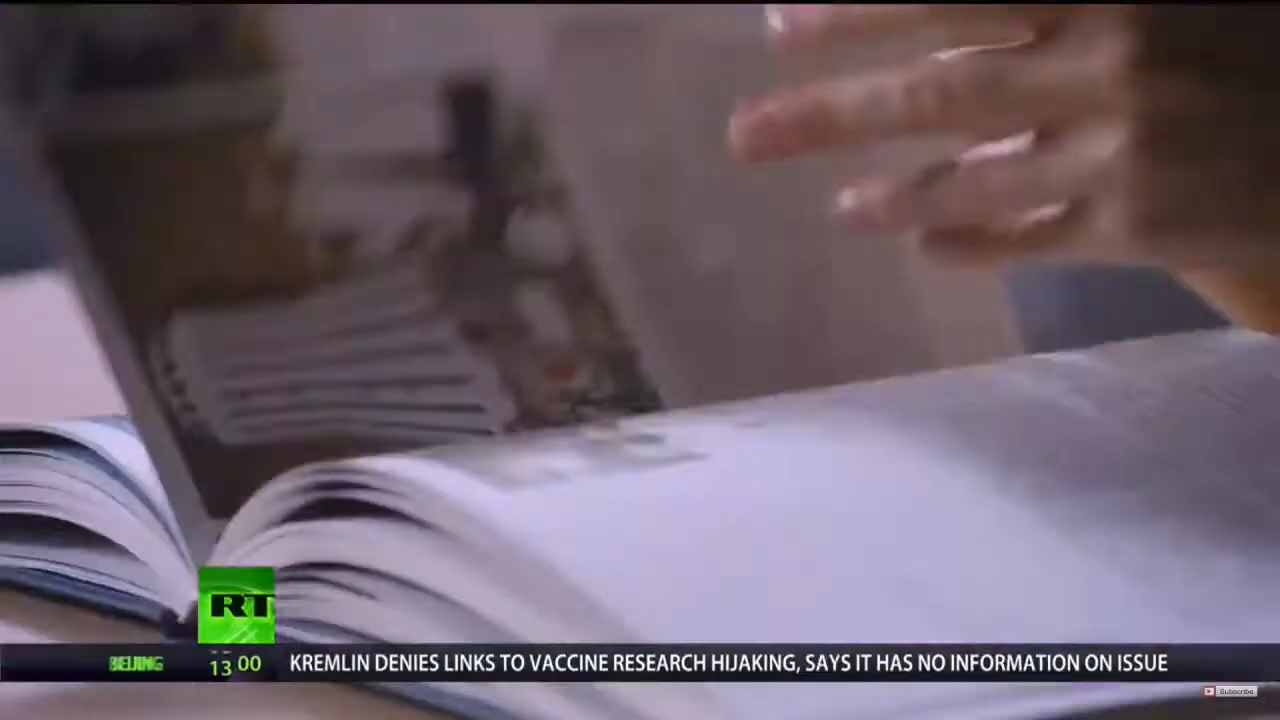 RT
BEIJING
13 00
KREMLIN DENIES LINKS TO VACCINE RESEARCH HIJAKING, SAYS IT HAS NO INFORMATION ON ISSUE
Subscribe